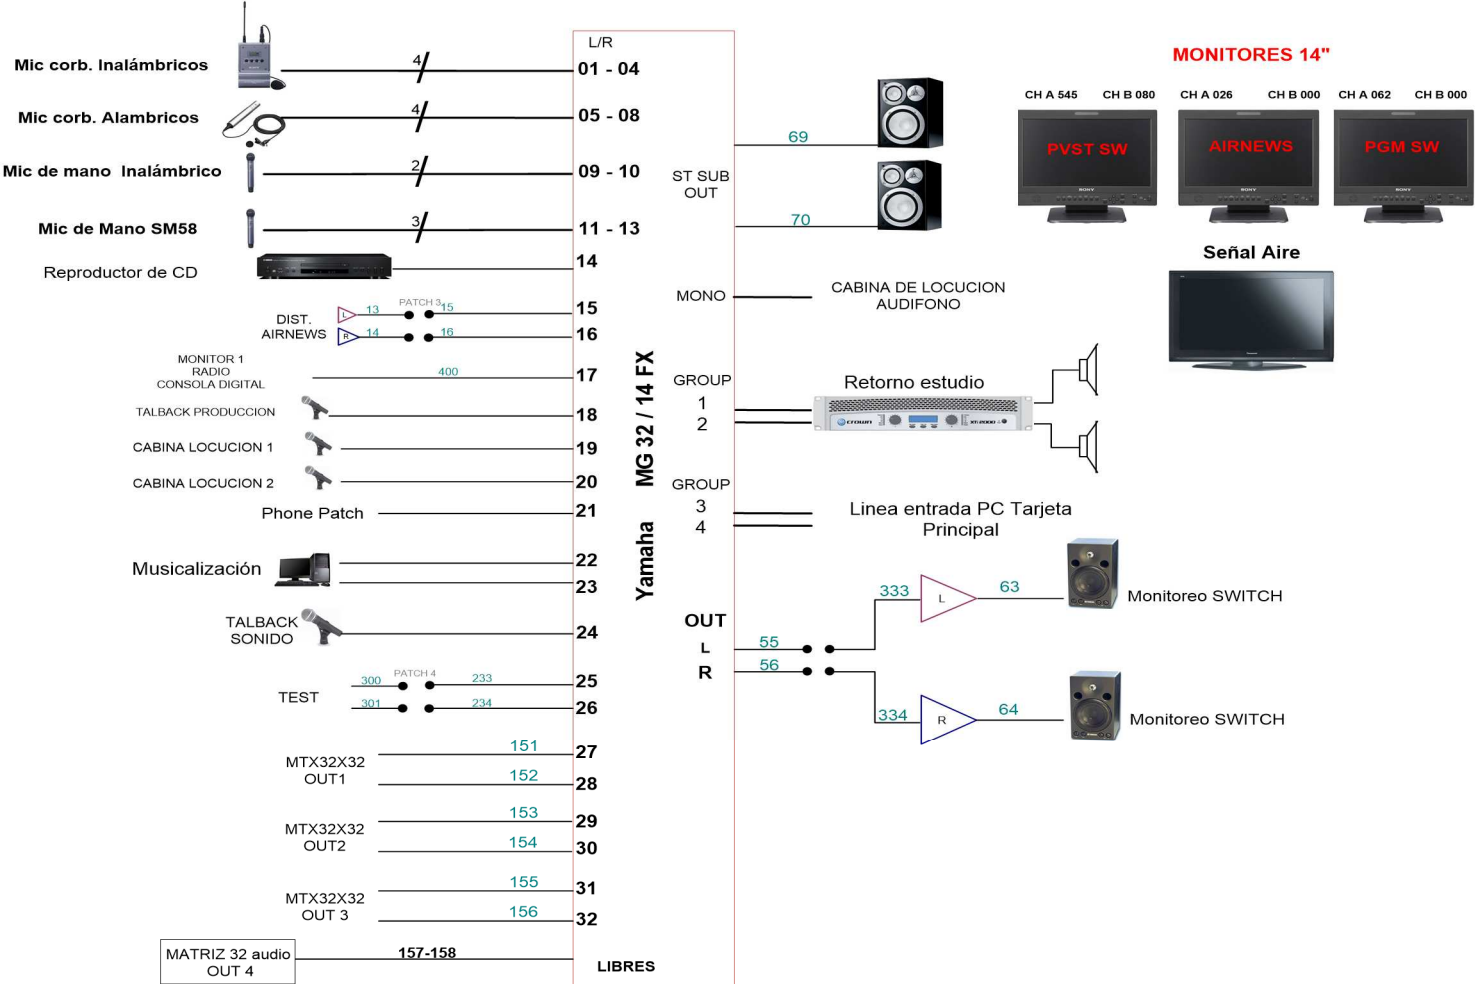 L/R
Mic corb. Inalámbricos
4
01 - 04
Mic corb. Alambricos
4
05 - 08
Mic de mano Inalámbrico
2
09 - 10
Mic de Mano SM58
3
11 - 13
Reproductor de CD
14
DIST.
AIRNEWS
L
13
PATCH 3
15
15
R
14
16
16
MONITOR 1
RADIO
CONSOLA DIGITAL
400
17
TALBACK PRODUCCION
18
CABINA LOCUCION 1
19
CABINA LOCUCION 2
20
Phone Patch
21
Musicalización
22
23
TALBACK
SONIDO
24
TEST
300
PATCH 4
233
25
301
234
26
MTX32X32
OUT1
151
27
152
28
MTX32X32
OUT2
153
29
154
30
MTX32X32
OUT 3
155
31
156
32
MATRIZ 32 audio
OUT 4
157-158
LIBRES
Yamaha MG 32 / 14 FX
ST SUB
OUT
69
70
MONO
CABINA DE LOCUCION
AUDIFONO
GROUP
1
2
Retorno estudio
crown
XTi2000
GROUP
3
4
Linea entrada PC Tarjeta
Principal
OUT
L
55
333
L
63
Monitoreo SWITCH
R
56
334
R
64
Monitoreo SWITCH
MONITORES 14"
CH A 545 CH B 080
CH A 026 CH B 000
CH A 062 CH B 000
PVST SW
AIRNEWS
PGM SW
SONY
SONY
SONY
Señal Aire